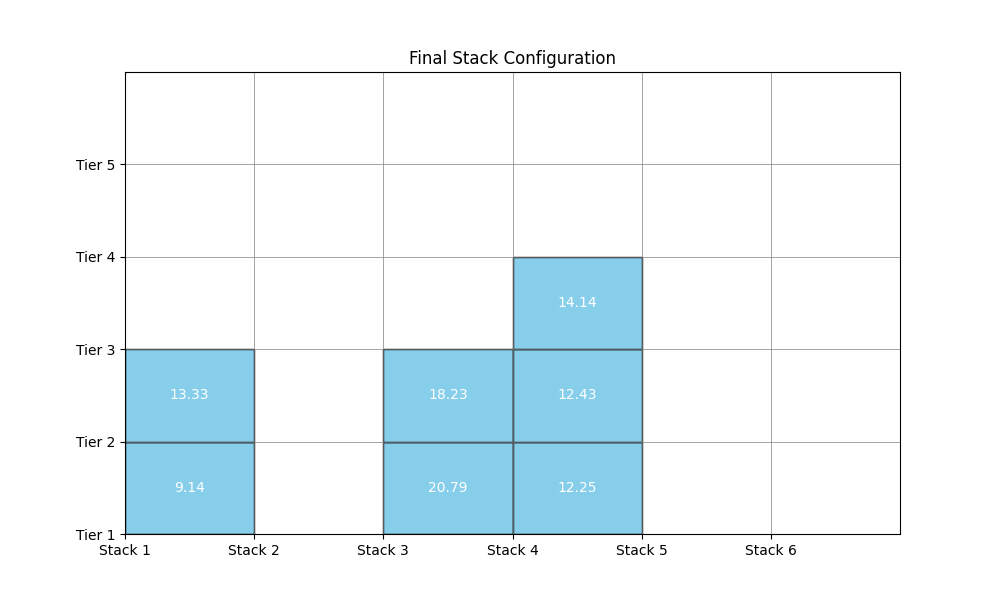 Final Stack Configuration
Tier 5
Tier 4
14.14
Tier 3
13.33 18.23 12.43
Tier 2
9.14 20.79 12.25
Tier 1
Stack 1 Stack 2 Stack 3 Stack 4 Stack 5 Stack 6